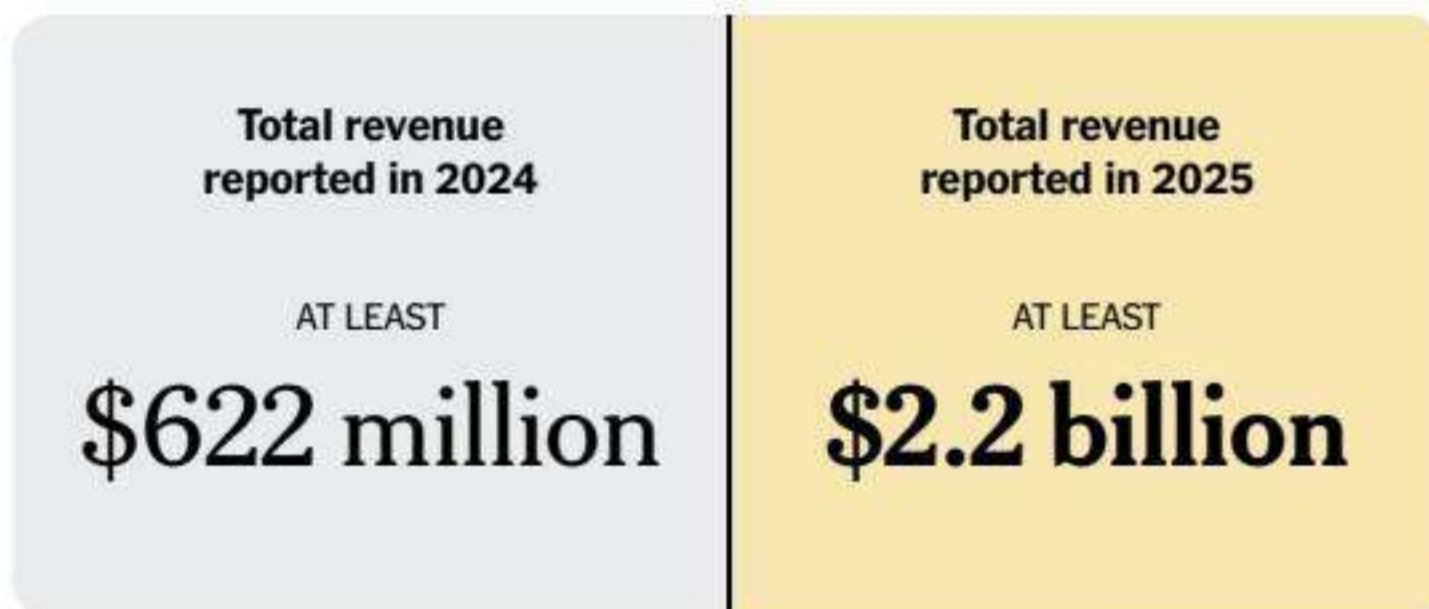 Total revenue
reported in 2024
AT LEAST
$622 million
Total revenue
reported in 2025
AT LEAST
$2.2 billion